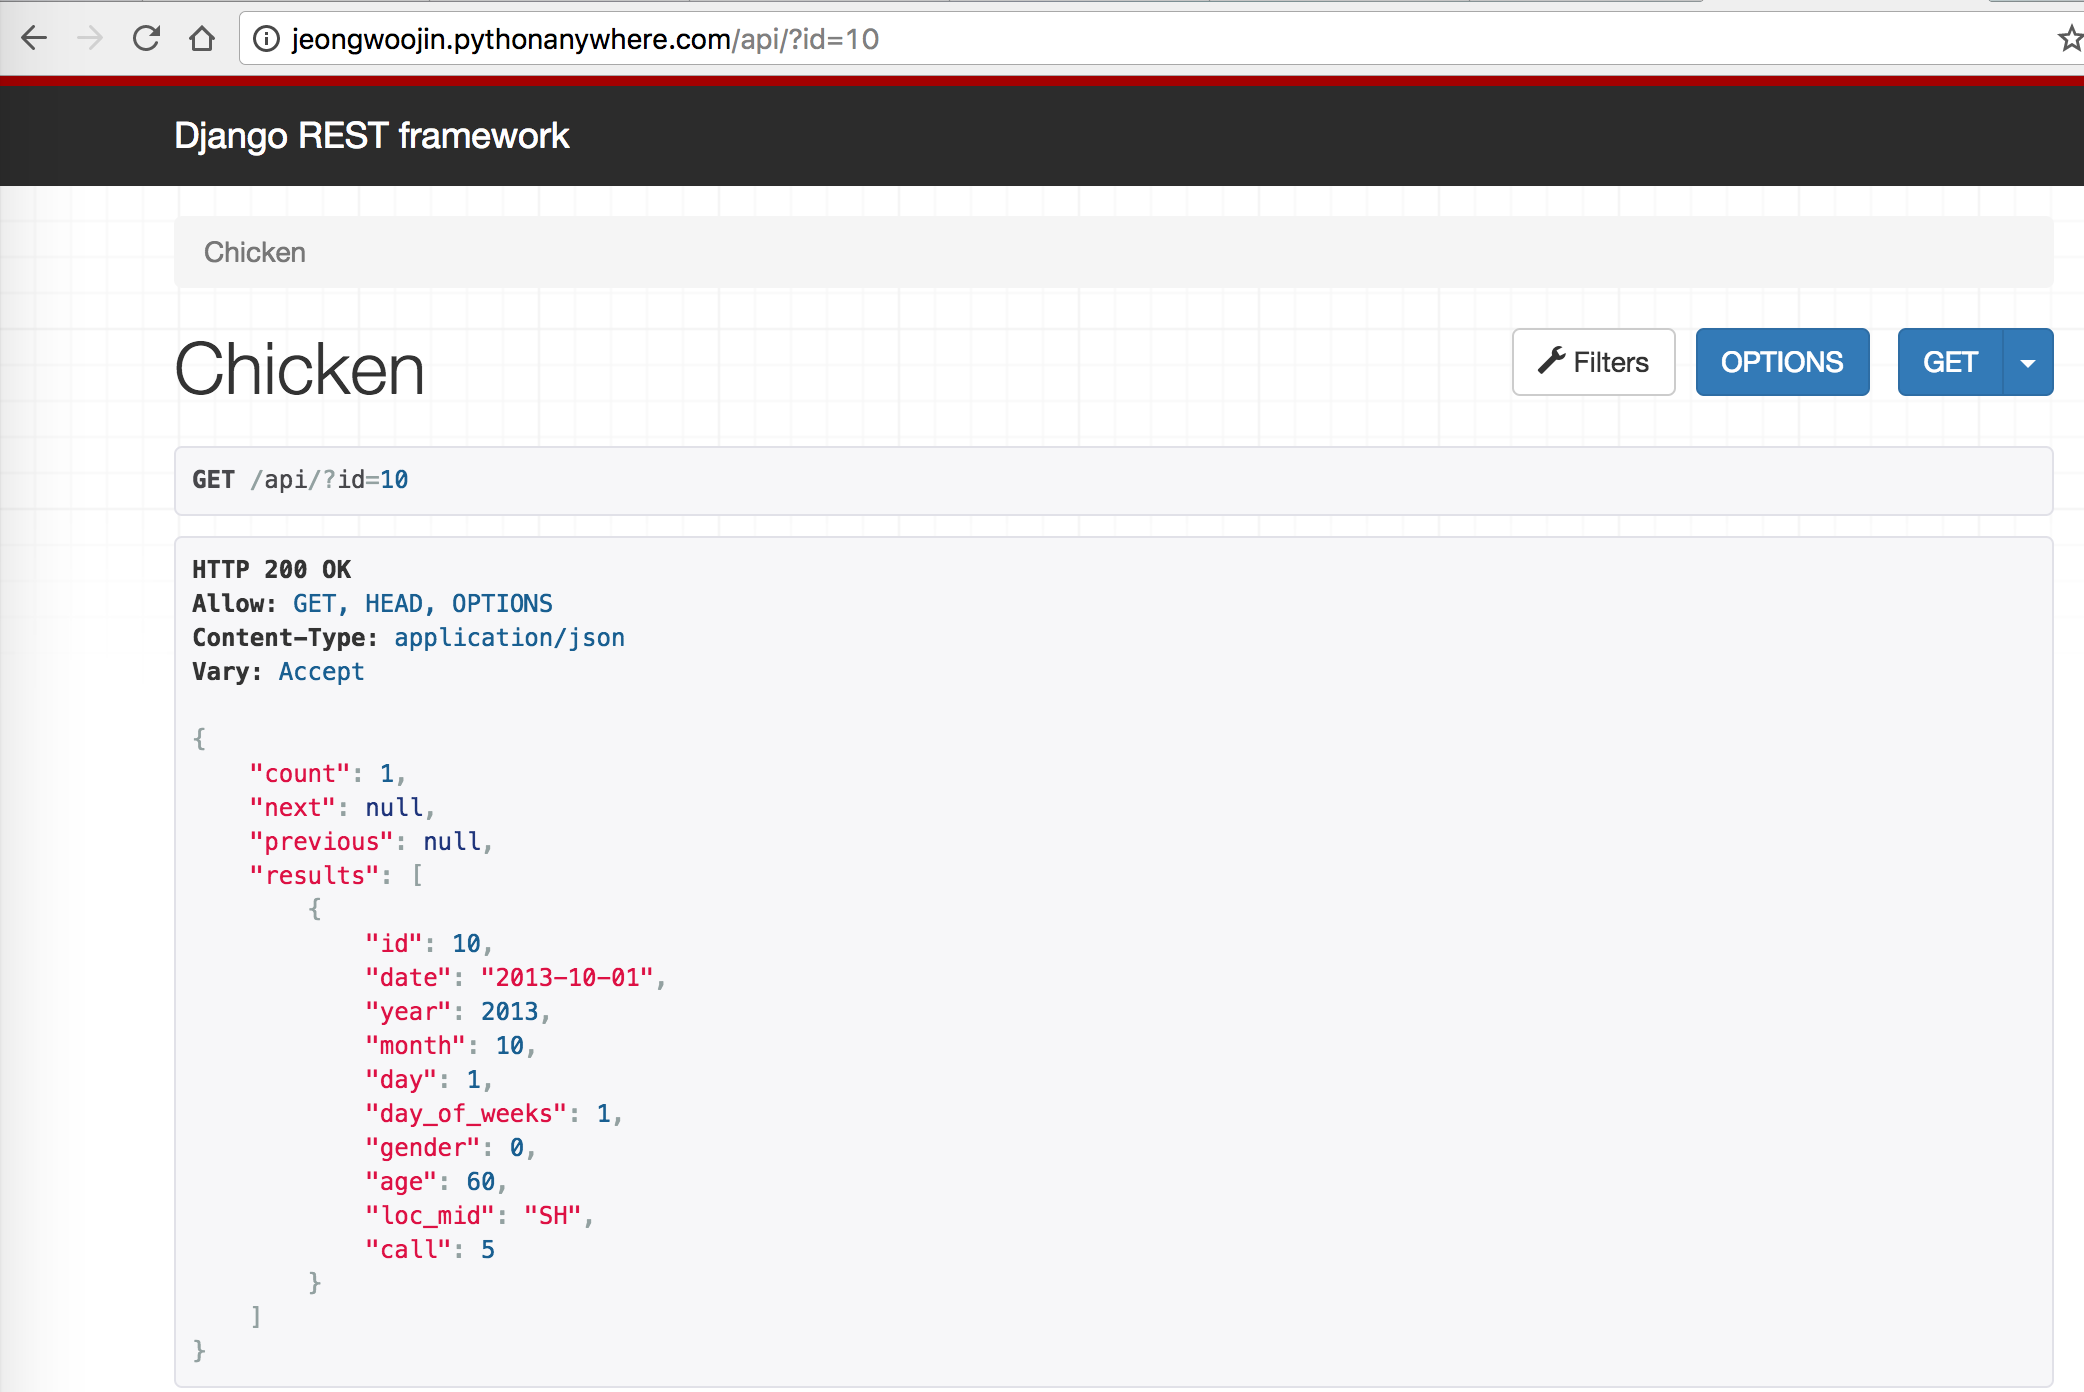 jeongwoojin.pythonanywhere.com/api/?id=10
Django REST framework
Chicken
Chicken
Filters
OPTIONS
GET
GET /api/?id=10
HTTP 200 OK
Allow: GET, HEAD, OPTIONS
Content-Type: application/json
Vary: Accept
{
    "count": 1,
    "next": null,
    "previous": null,
    "results": [
        {
            "id": 10,
            "date": "2013-10-01",
            "year": 2013,
            "month": 10,
            "day": 1,
            "day_of_weeks": 1,
            "gender": 0,
            "age": 60,
            "loc_mid": "SH",
            "call": 5
        }
    ]
}